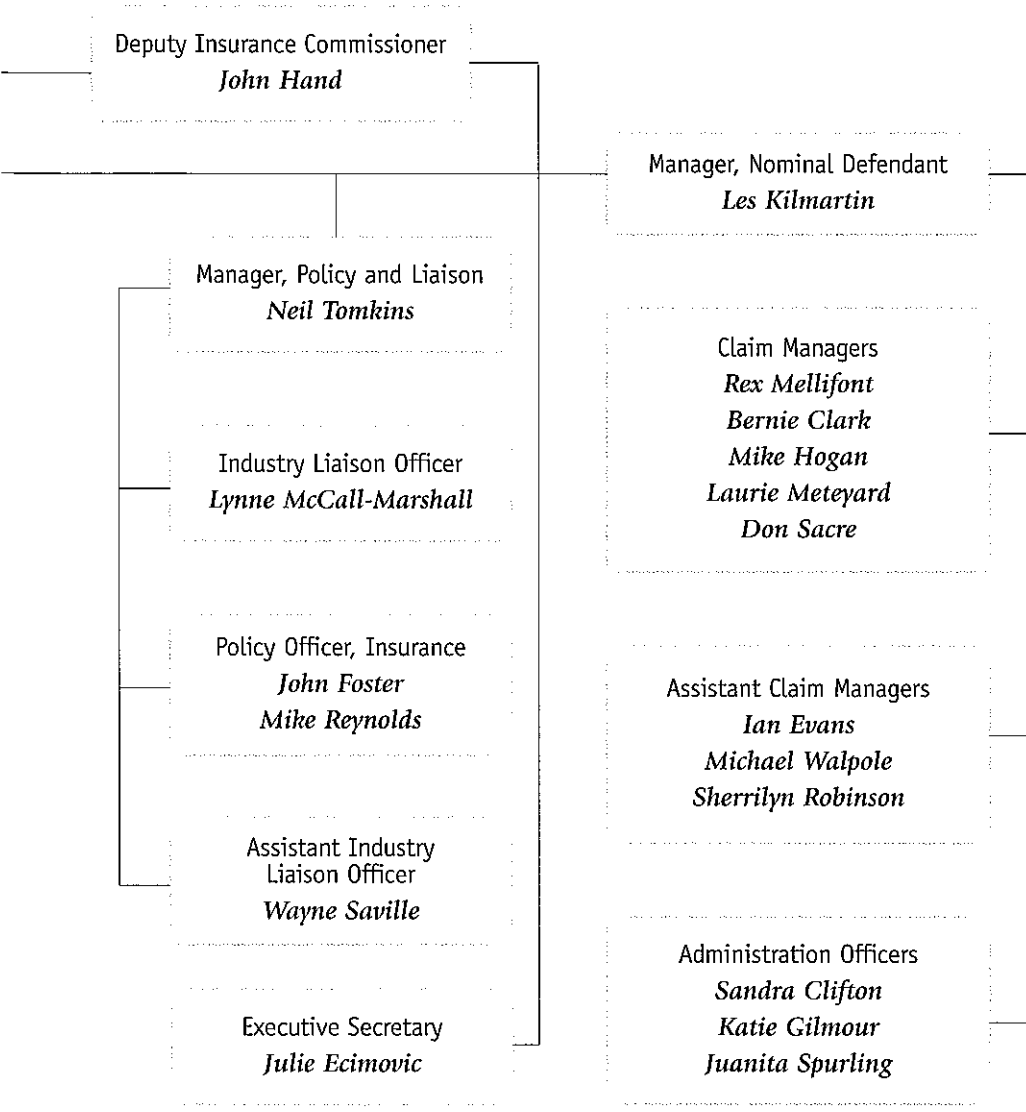 Deputy Insurance Commissioner
John Hand
Manager, Policy and Liaison
Neil Tomkins
Industry Liaison Officer
Lynne McCall-Marshall
Policy Officer, Insurance
John Foster
Mike Reynolds
Assistant Industry
Liaison Officer
Wayne Saville
Executive Secretary
Julie Ecimovic
Manager, Nominal Defendant
Les Kilmartin
Claim Managers
Rex Mellifont
Bernie Clark
Mike Hogan
Laurie Meteyard
Don Sacre
Assistant Claim Managers
Ian Evans
Michael Walpole
Sherrilyn Robinson
Administration Officers
Sandra Clifton
Katie Gilmour
Juanita Spurling